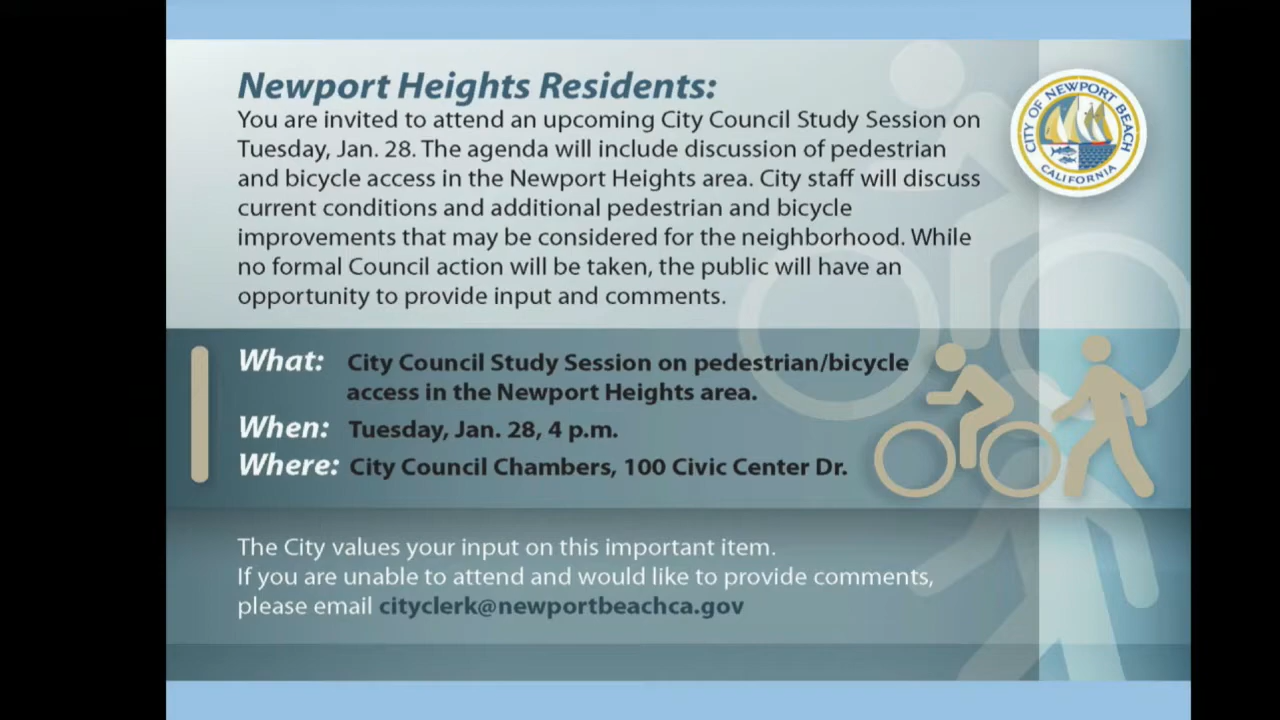 Newport Heights Residents:
You are invited to attend an upcoming City Council Study Session on
Tuesday, Jan. 28. The agenda will include discussion of pedestrian
and bicycle access in the Newport Heights area. City staff will discuss
current conditions and additional pedestrian and bicycle
improvements that may be considered for the neighborhood. While
no formal Council action will be taken, the public will have an
opportunity to provide input and comments.
CITY OF NEWPORT BEACH
CALIFORNIA
What: City Council Study Session on pedestrian/bicycle
access in the Newport Heights area.
When: Tuesday, Jan. 28, 4 p.m.
Where: City Council Chambers, 100 Civic Center Dr.
The City values your input on this important item.
If you are unable to attend and would like to provide comments,
please email cityclerk@newportbeachca.gov